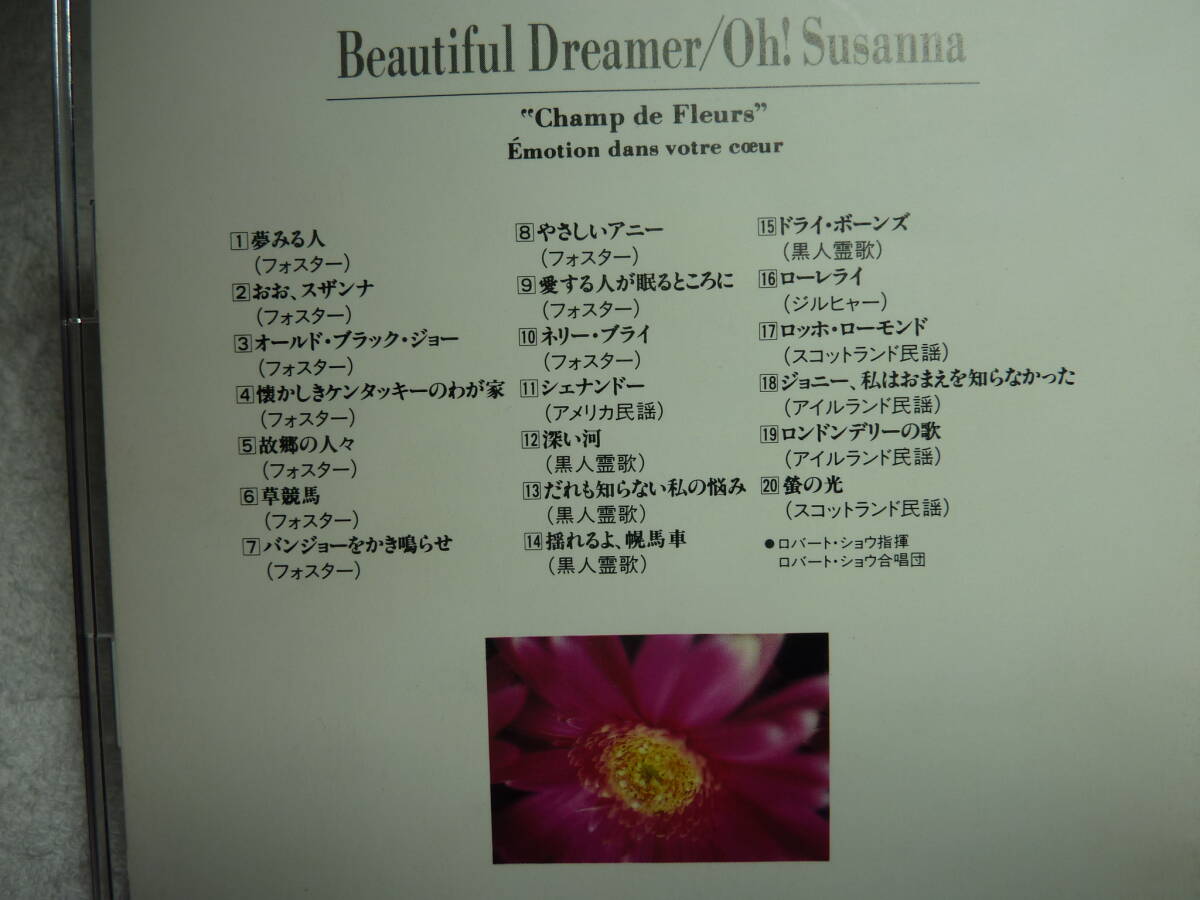 Beautiful Dreamer/Oh! Susanna
“Champ de Fleurs”
Émotion dans votre cœur
1 夢みる人
(フォスター)
2 おお、スザンナ
(フォスター)
3 オールド・ブラック・ジョー
(フォスター)
4 懐かしきケンタッキーのわが家
(フォスター)
5 故郷の人々
(フォスター)
6 草競馬
(フォスター)
7 バンジョーをかき鳴らせ
(フォスター)
8 やさしいアニー
(フォスター)
9 愛する人が眠るところに
(フォスター)
10 ネリー・ブライ
(フォスター)
11 シェナンドー
(アメリカ民謡)
12 深い河
(黒人霊歌)
13 だれも知らない私の悩み
(黒人霊歌)
14 揺れるよ、幌馬車
(黒人霊歌)
15 ドライ・ボーンズ
(黒人霊歌)
16 ローレライ
(ジルヒャー)
17 ロッホ・ローモンド
(スコットランド民謡)
18 ジョニー、私はおまえを知らなかった
(アイルランド民謡)
19 ロンドンデリーの歌
(アイルランド民謡)
20 螢の光
(スコットランド民謡)
●ロバート・ショウ指揮
ロバート・ショウ合唱団